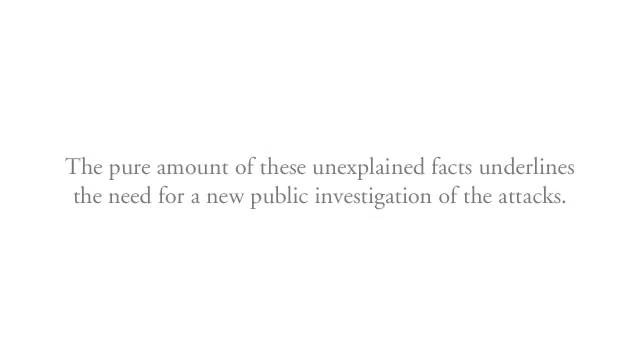 The pure amount of these unexplained facts underlines
the need for a new public investigation of the attacks.